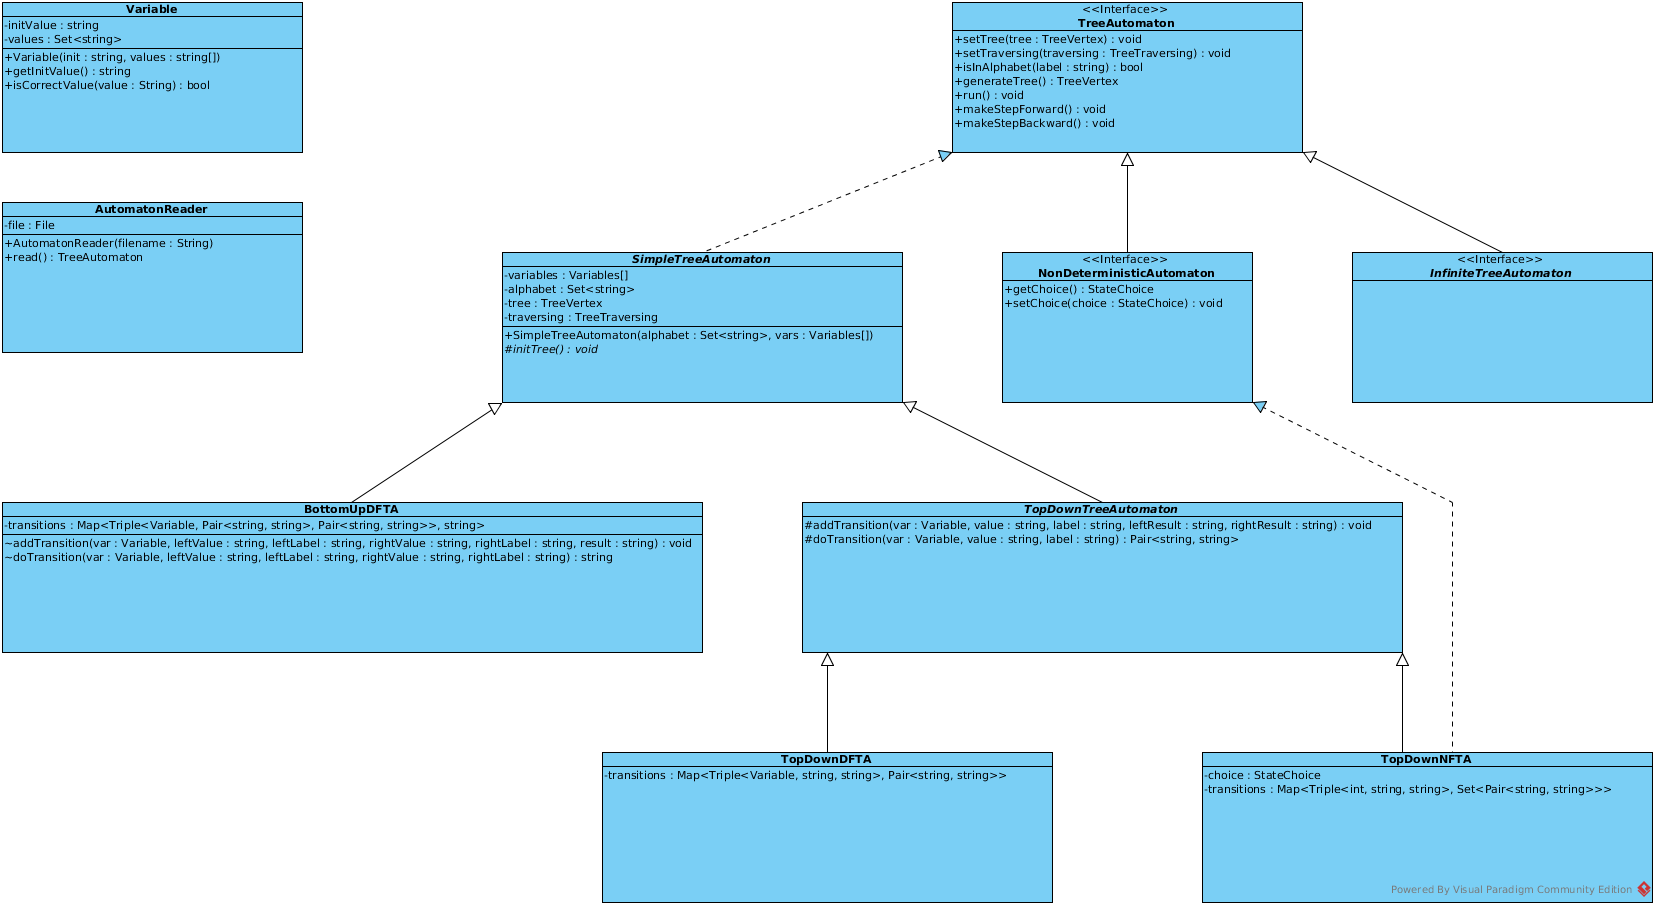 Variable
-initValue : string
-values : Set<string>
+Variable(init : string, values : string[])
+getInitValue() : string
+isCorrectValue(value : String) : bool
<<Interface>>
TreeAutomaton
+setTree(tree : TreeVertex) : void
+setTraversing(traversing : TreeTraversing) : void
+isInAlphabet(label : string) : bool
+generateTree() : TreeVertex
+run() : void
+makeStepForward() : void
+makeStepBackward() : void
AutomatonReader
-file : File
+AutomatonReader(filename : String)
+read() : TreeAutomaton
SimpleTreeAutomaton
-variables : Variables[]
-alphabet : Set<string>
-tree : TreeVertex
-traversing : TreeTraversing
+SimpleTreeAutomaton(alphabet : Set<string>, vars : Variables[])
#initTree() : void
<<Interface>>
NonDeterministicAutomaton
+getChoice() : StateChoice
+setChoice(choice : StateChoice) : void
<<Interface>>
InfiniteTreeAutomaton
BottomUpDFTA
-transitions : Map<Triple<Variable, Pair<string, string>, Pair<string, string>>, string>
~addTransition(var : Variable, leftValue : string, leftLabel : string, rightValue : string, rightLabel : string, result : string) : void
~doTransition(var : Variable, leftValue : string, leftLabel : string, rightValue : string, rightLabel : string) : string
TopDownTreeAutomaton
#addTransition(var : Variable, value : string, label : string, leftResult : string, rightResult : string) : void
#doTransition(var : Variable, value : string, label : string) : Pair<string, string>
TopDownDFTA
-transitions : Map<Triple<Variable, string, string>, Pair<string, string>>
TopDownNFTA
-choice : StateChoice
-transitions : Map<Triple<int, string, string>, Set<Pair<string, string>>>
Powered By Visual Paradigm Community Edition